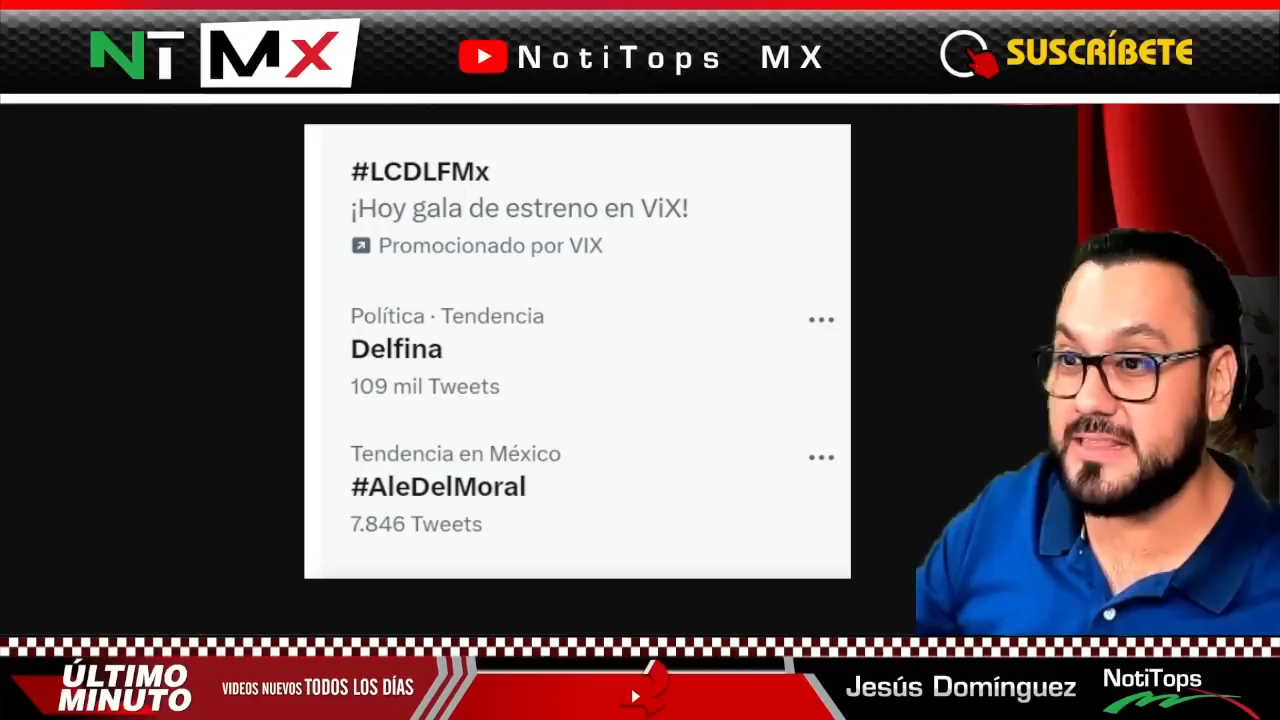 NT MX
NotiTops MX
SUSCRÍBETE
#LCDLFMx
¡Hoy gala de estreno en ViX!
Promocionado por VIX
Política · Tendencia
Delfina
109 mil Tweets
Tendencia en México
#AleDelMoral
7.846 Tweets
ÚLTIMO
MINUTO
VIDEOS NUEVOS TODOS LOS DÍAS
Jesús Domínguez
NotiTops